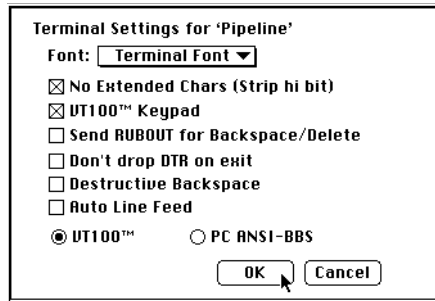 Terminal Settings for ‘Pipeline’
Font: Terminal Font
No Extended Chars (Strip hi bit)
VT100™ Keypad
Send RUBOUT for Backspace/Delete
Don't drop DTR on exit
Destructive Backspace
Auto Line Feed
VT100™ PC ANSI-BBS
OK Cancel